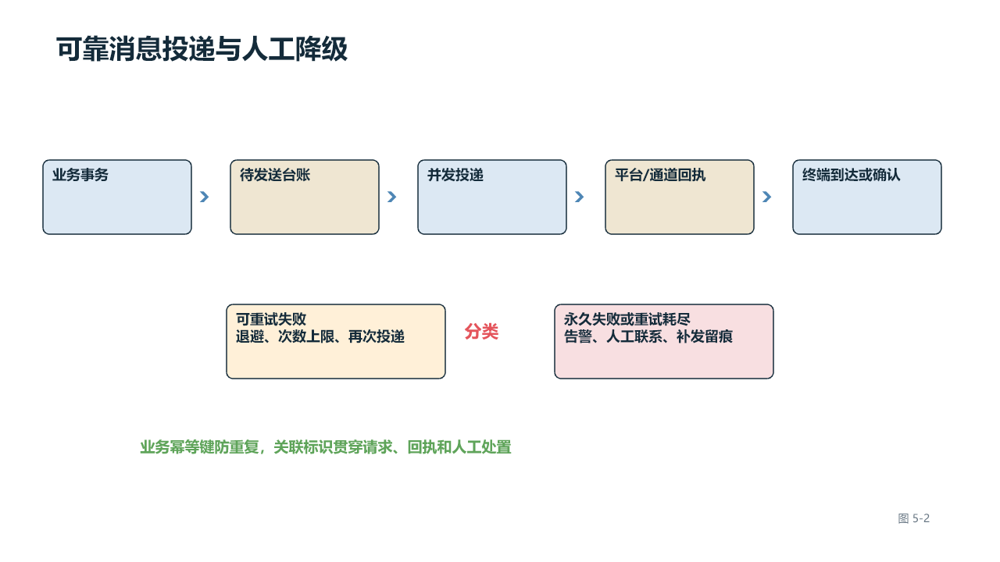 可靠消息投递与人工降级
业务事务
›
待发送台账
›
并发投递
›
平台/通道回执
›
终端到达或确认
可重试失败
退避、次数上限、再次投递
分类
永久失败或重试耗尽
告警、人工联系、补发留痕
业务幂等键防重复，关联标识贯穿请求、回执和人工处置
图 5-2